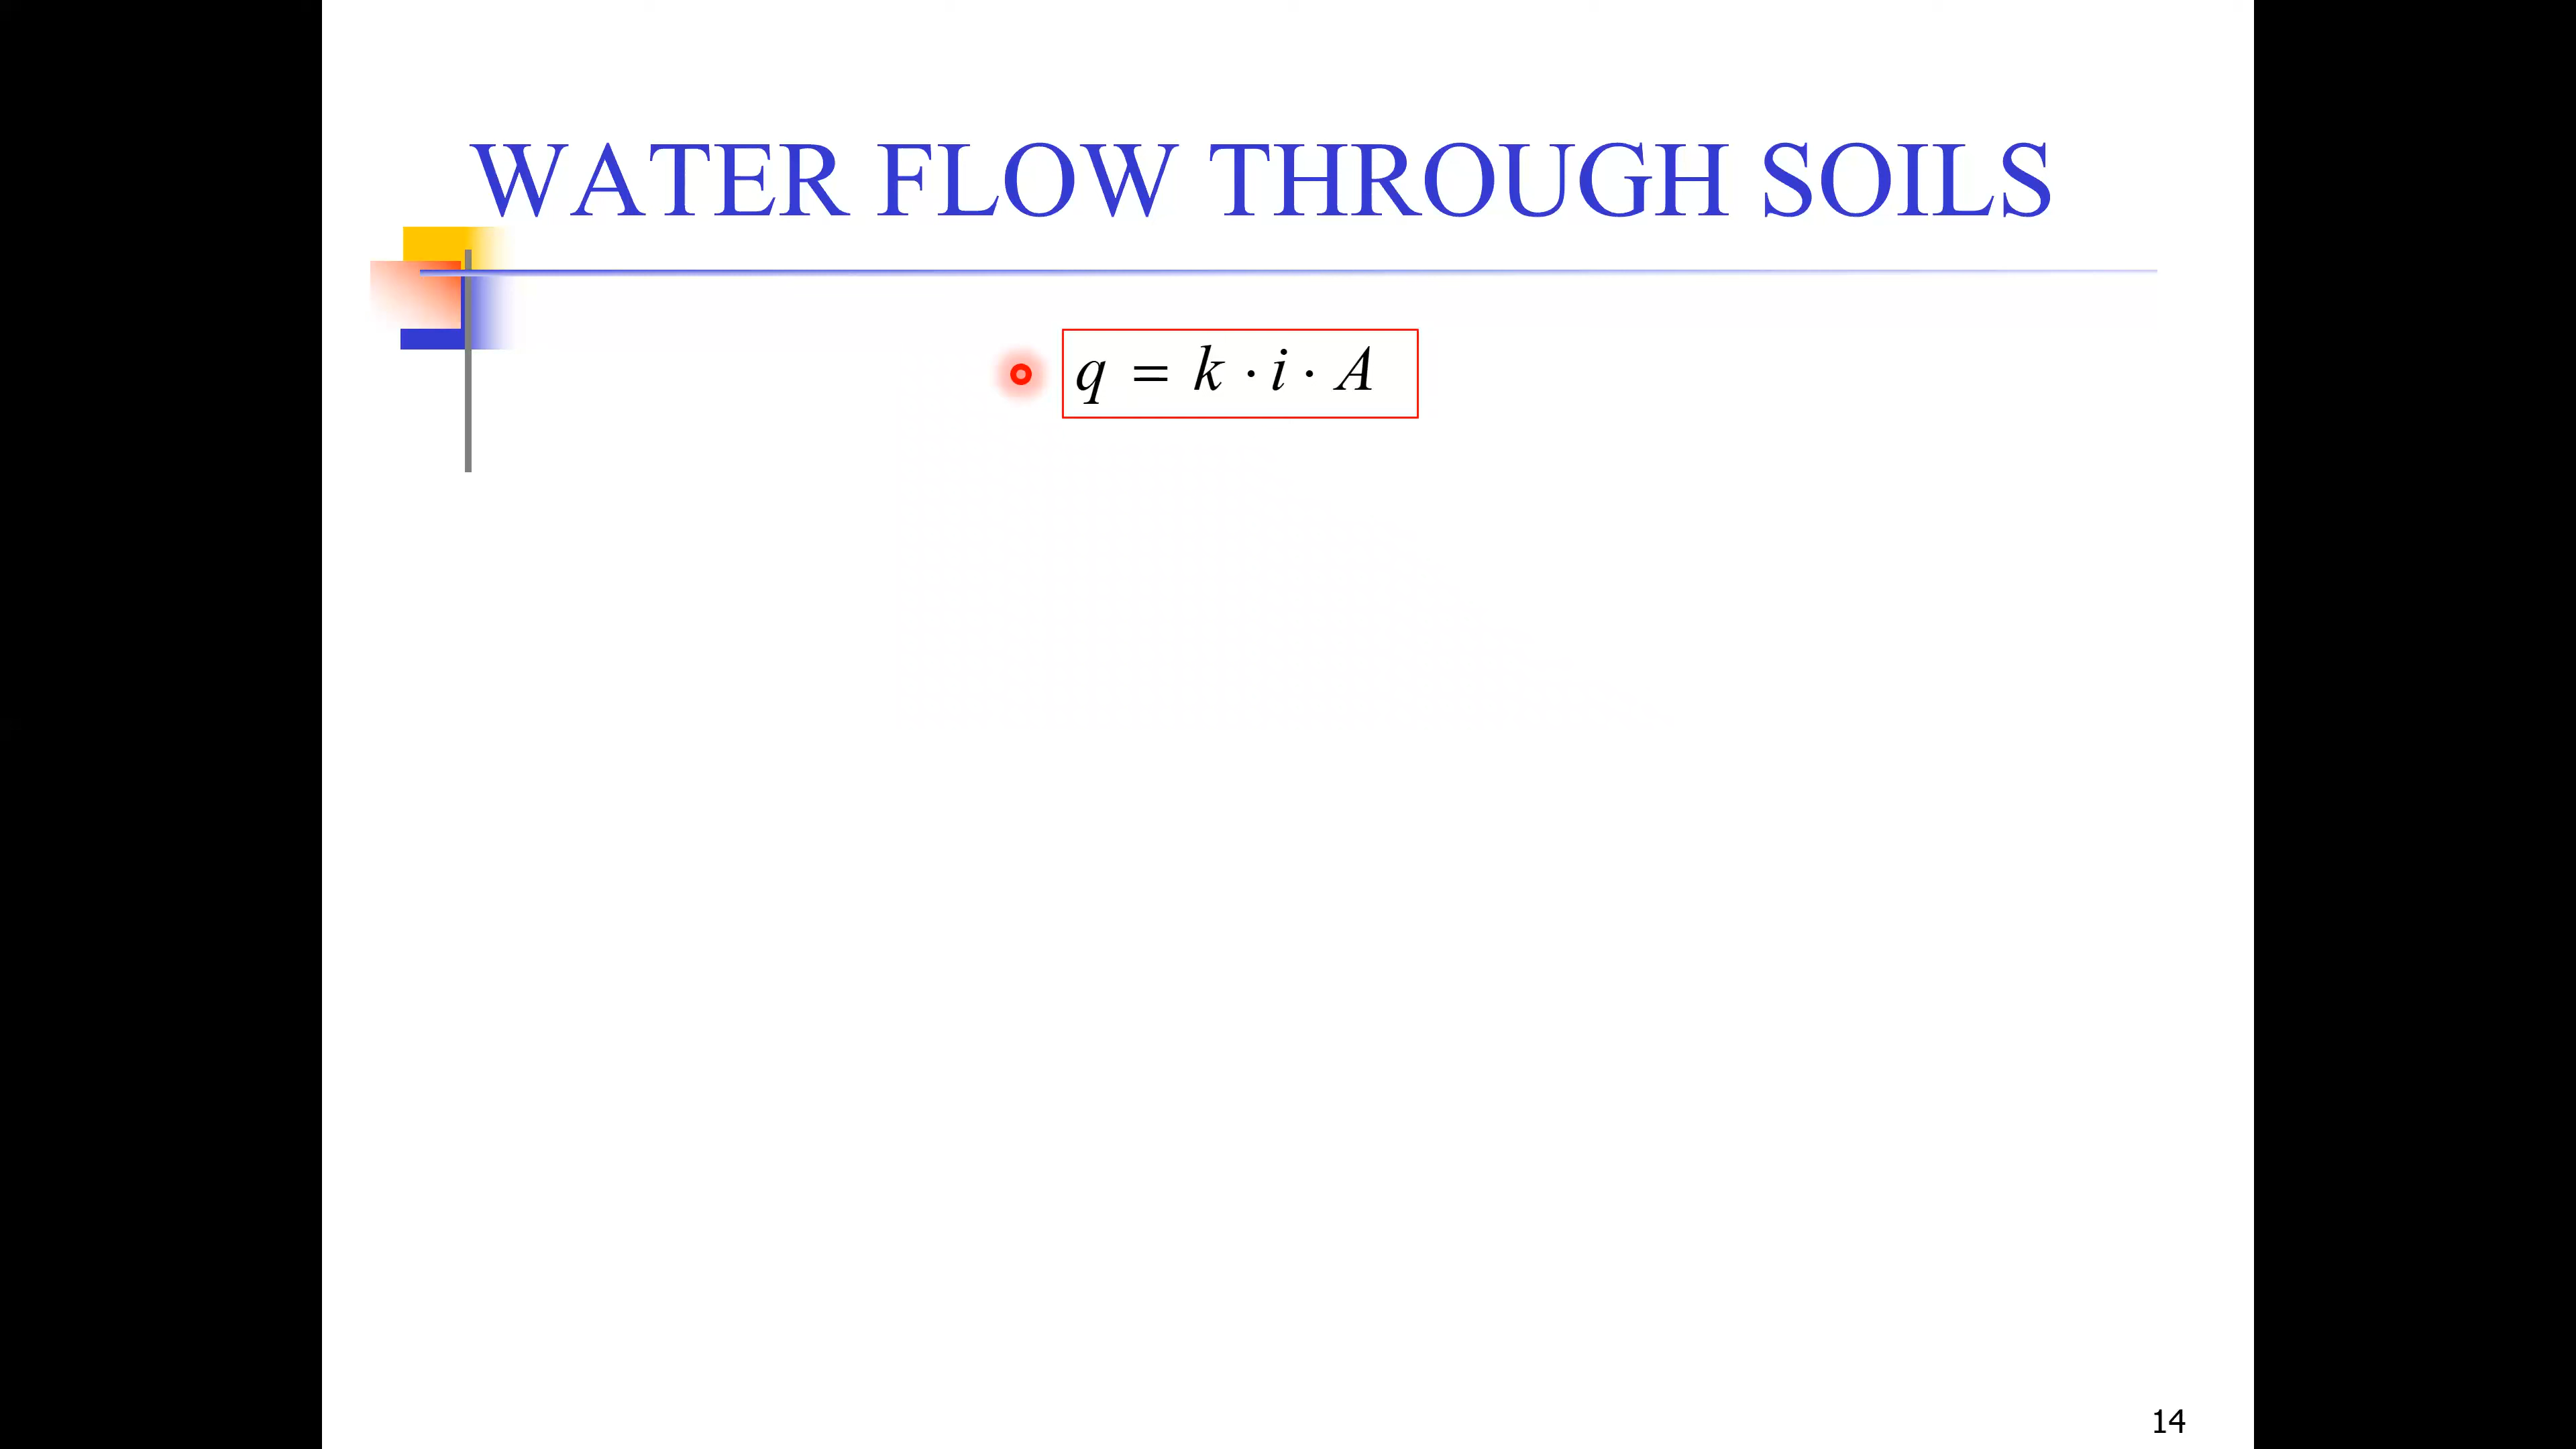 WATER FLOW THROUGH SOILS
q = k · i · A
14